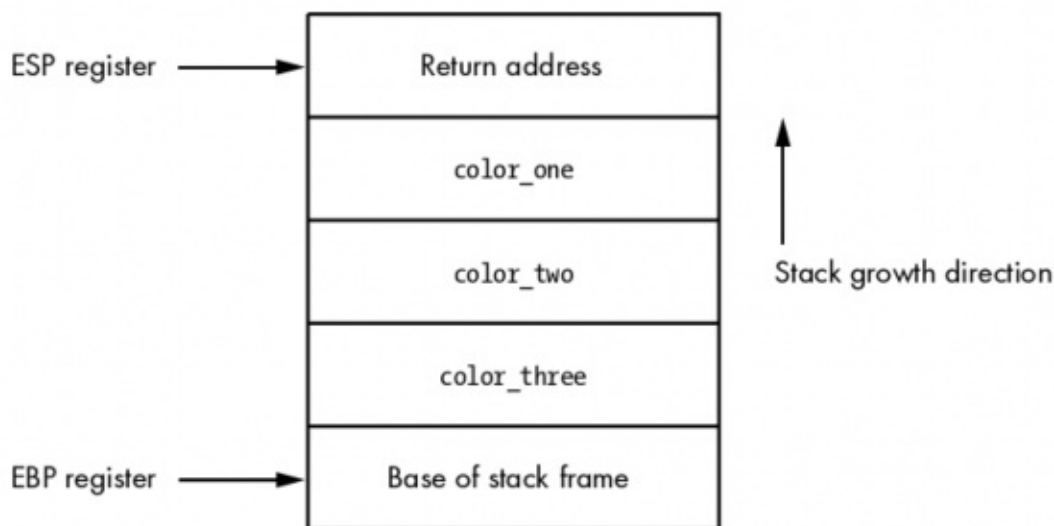 ESP register
Return address
color_one
color_two
Stack growth direction
color_three
EBP register
Base of stack frame